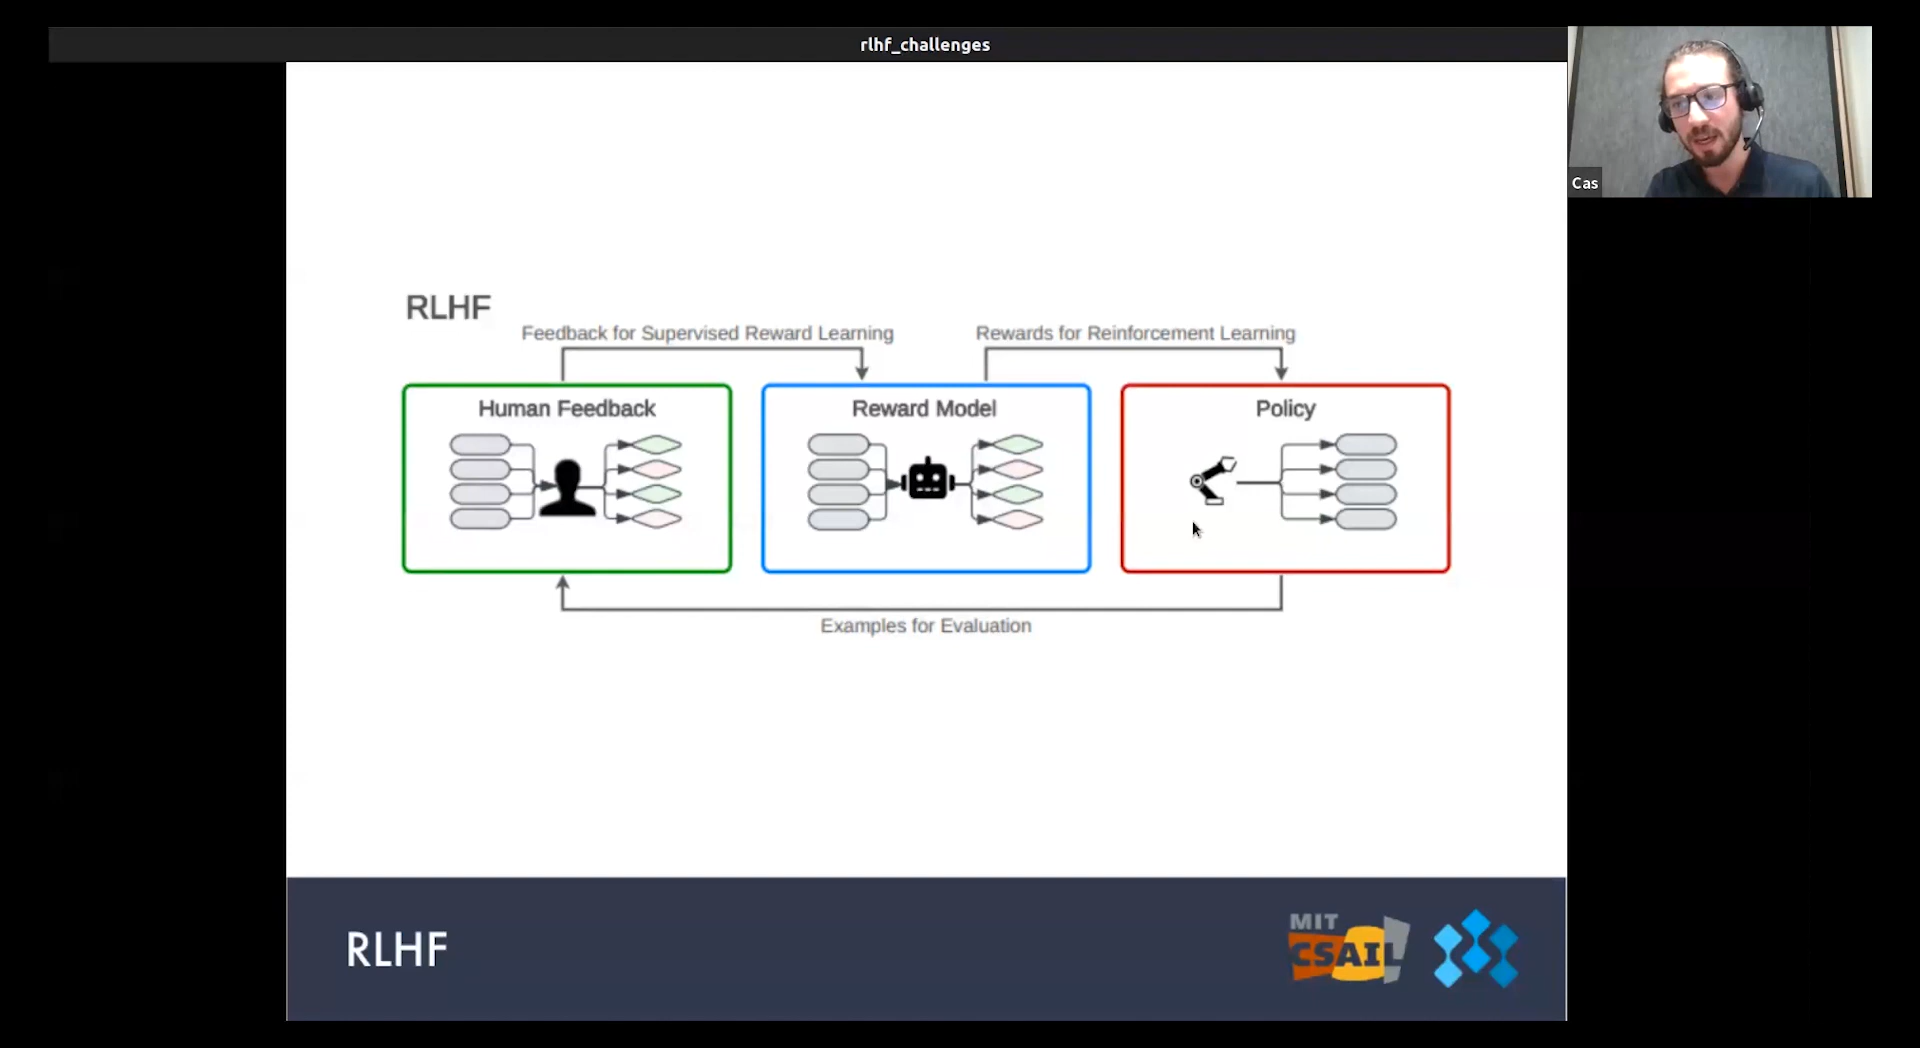 rlhf_challenges
Cas
RLHF
Feedback for Supervised Reward Learning
Rewards for Reinforcement Learning
Human Feedback
Reward Model
Policy
Examples for Evaluation
RLHF
MIT
CSAIL